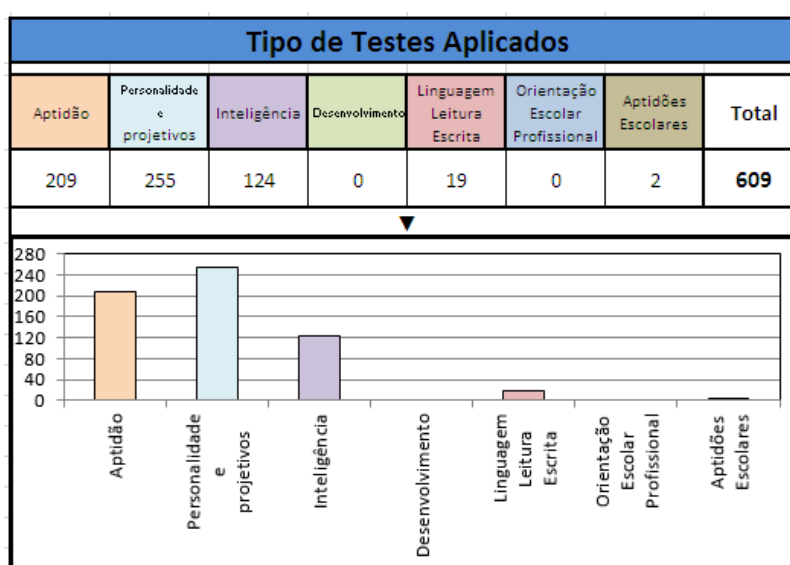 Tipo de Testes Aplicados
Aptidão
Personalidade
e
projetivos
Inteligência
Desenvolvimento
Linguagem
Leitura
Escrita
Orientação
Escolar
Profissional
Aptidões
Escolares
Total
209 255 124 0 19 0 2 609
▼
280
240
200
160
120
80
40
0
Aptidão
Personalidade
e
projetivos
Inteligência
Desenvolvimento
Linguagem
Leitura
Escrita
Orientação
Escolar
Profissional
Aptidões
Escolares